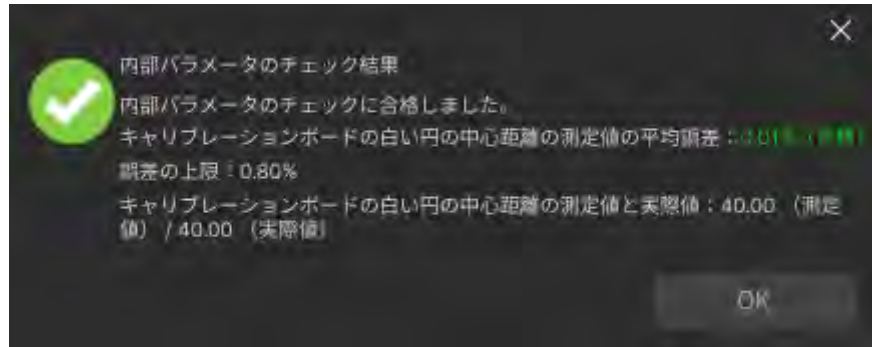 内部パラメータのチェック結果
内部パラメータのチェックに合格しました。
キャリブレーションボードの白い円の中心距離の測定値の平均誤差：0.01%
誤差の上限：0.80%
キャリブレーションボードの白い円の中心距離の測定値と実際値：40.00 （測定
値） / 40.00 （実際値）
OK